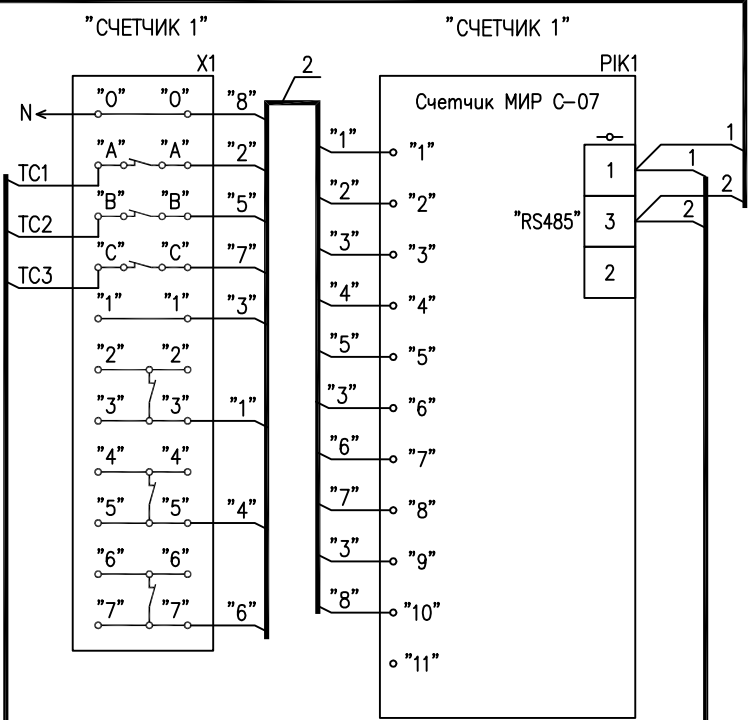 "СЧЕТЧИК 1" "СЧЕТЧИК 1"
X1 2 PIK1
Счетчик МИР С-07
N "0" "0" "8"
TC1 "A" "A" "2"
TC2 "B" "B" "5"
TC3 "C" "C" "7"
"1" "1" "3"
"2" "2"
"3" "3" "1"
"4" "4"
"5" "5" "4"
"6" "6"
"7" "7" "6"
"1" "1"
"2" "2"
"3" "3"
"4" "4"
"5" "5"
"3" "6"
"6" "7"
"7" "8"
"3" "9"
"8" "10"
"11"
1 1 1
"RS485" 3 2 2
2